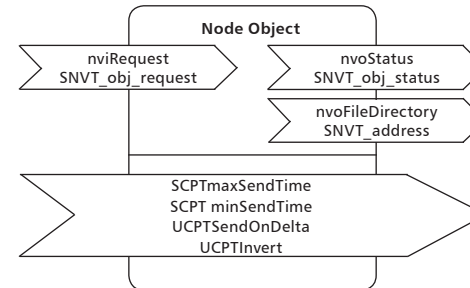 Node Object
nviRequest
SNVT_obj_request
nvoStatus
SNVT_obj_status
nvoFileDirectory
SNVT_address
SCPTmaxSendTime
SCPT minSendTime
UCPTSendOnDelta
UCPTInvert